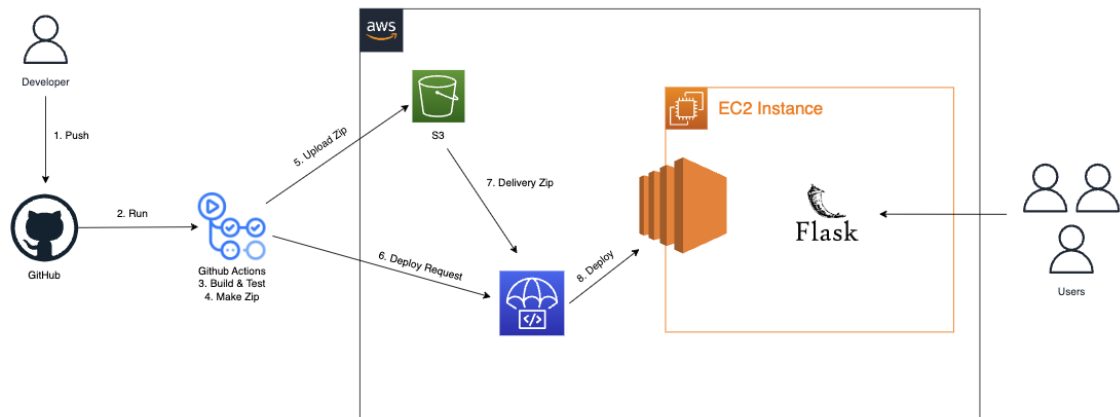 aws
Developer
1. Push
GitHub
2. Run
Github Actions
3. Build & Test
4. Make Zip
5. Upload Zip
S3
6. Deploy Request
7. Delivery Zip
</>
8. Deploy
EC2 Instance
Flask
Users